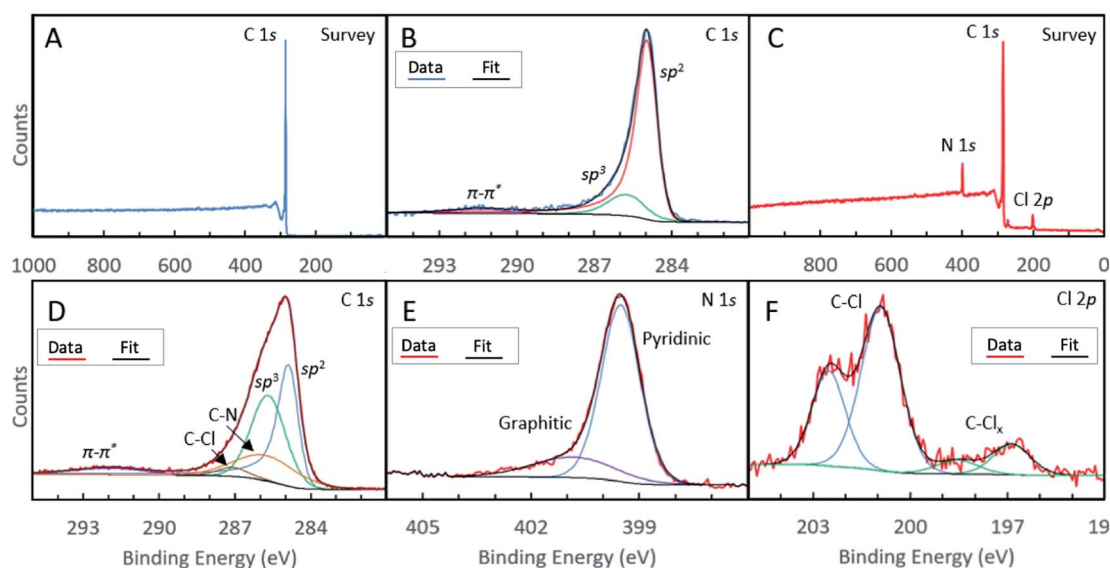 A
C 1s
Survey
Counts
1000 800 600 400 200
B
C 1s
Data Fit
sp²
sp³
π-π*
293 290 287 284
C
C 1s
Survey
N 1s
Cl 2p
800 600 400 200 0
D
C 1s
Data Fit
sp³
sp²
C-N
C-Cl
π-π*
Counts
293 290 287 284
Binding Energy (eV)
E
N 1s
Data Fit
Pyridinic
Graphitic
405 402 399
Binding Energy (eV)
F
C-Cl
Cl 2p
Data Fit
C-Clₓ
203 200 197 19
Binding Energy (eV)